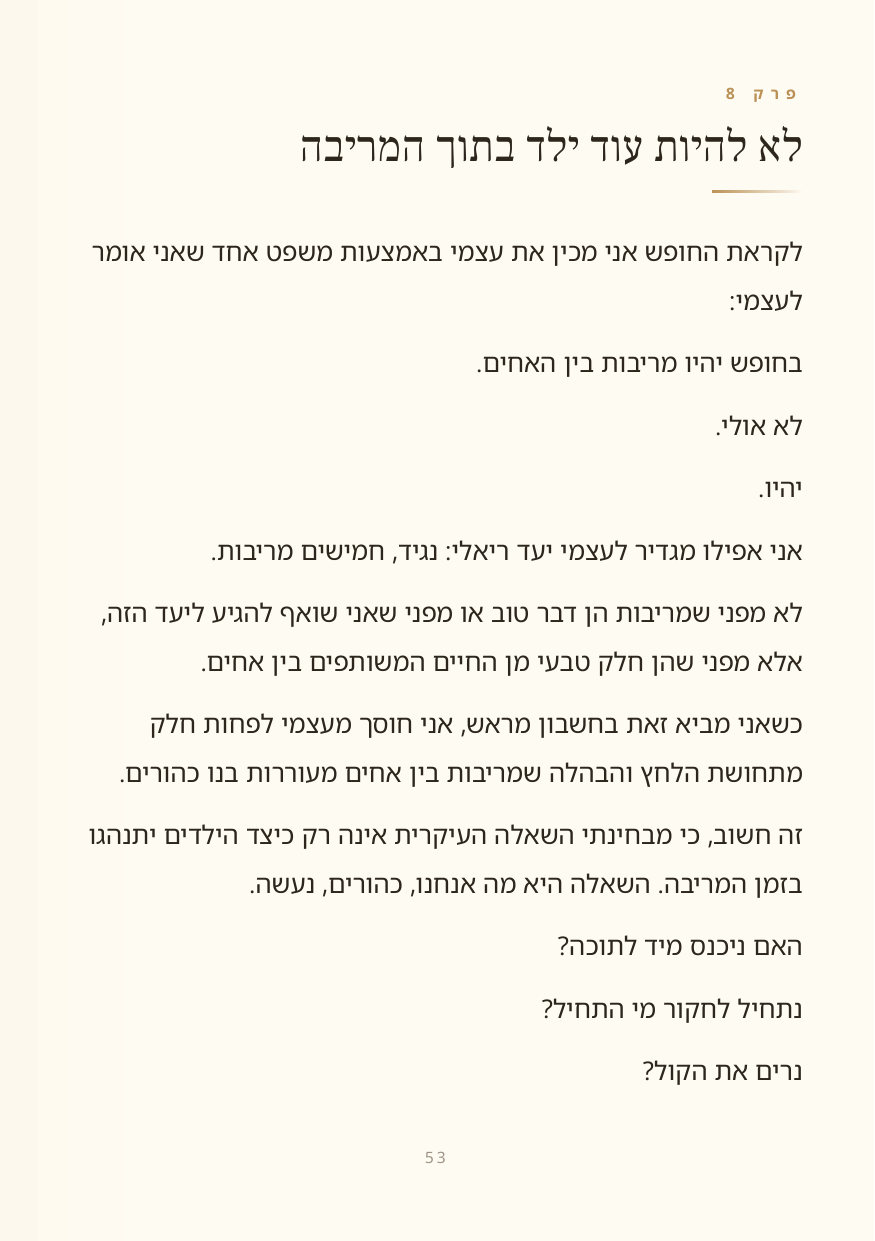 פרק 8
לא להיות עוד ילד בתוך המריבה
לקראת החופש אני מכין את עצמי באמצעות משפט אחד שאני אומר
לעצמי:
בחופש יהיו מריבות בין האחים.
לא אולי.
יהיו.
אני אפילו מגדיר לעצמי יעד ריאלי: נגיד, חמישים מריבות.
לא מפני שמריבות הן דבר טוב או מפני שאני שואף להגיע ליעד הזה,
אלא מפני שהן חלק טבעי מן החיים המשותפים בין אחים.
כשאני מביא זאת בחשבון מראש, אני חוסך מעצמי לפחות חלק
מתחושת הלחץ והבהלה שמריבות בין אחים מעוררות בנו כהורים.
זה חשוב, כי מבחינתי השאלה העיקרית אינה רק כיצד הילדים יתנהגו
בזמן המריבה. השאלה היא מה אנחנו, כהורים, נעשה.
האם ניכנס מיד לתוכה?
נתחיל לחקור מי התחיל?
נרים את הקול?
53